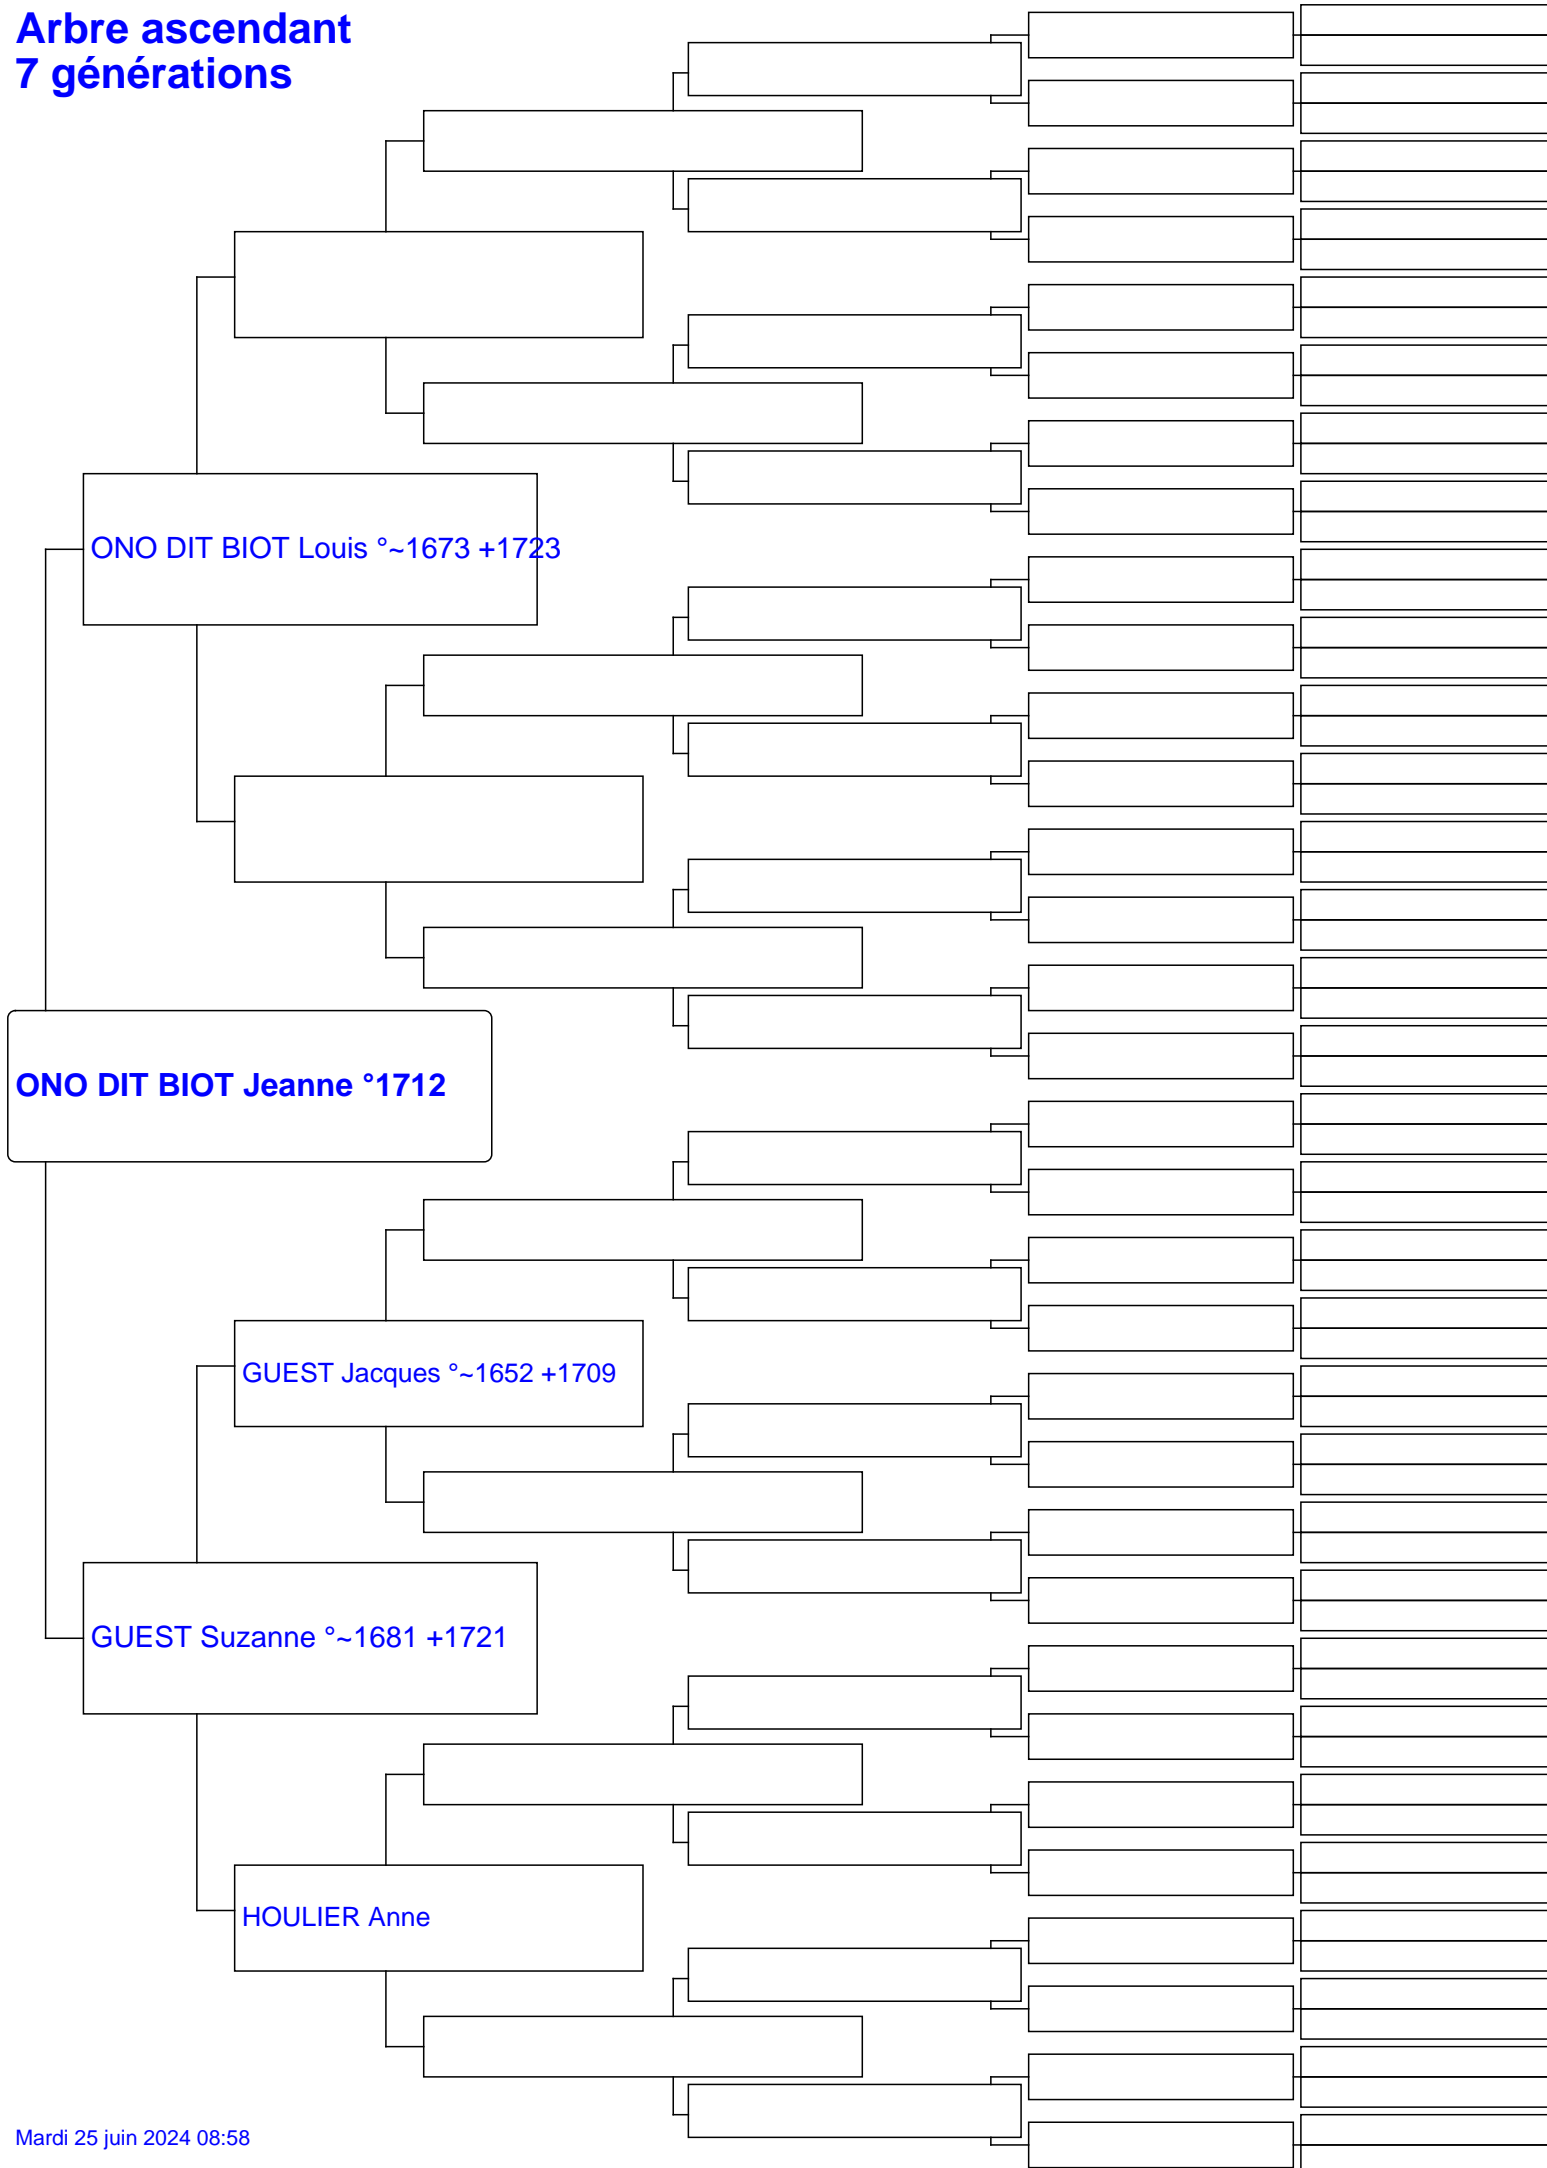 Arbre ascendant
7 générations
ONO DIT BIOT Louis °~1673 +1723
ONO DIT BIOT Jeanne °1712
GUEST Jacques °~1652 +1709
GUEST Suzanne °~1681 +1721
HOULIER Anne
Mardi 25 juin 2024 08:58